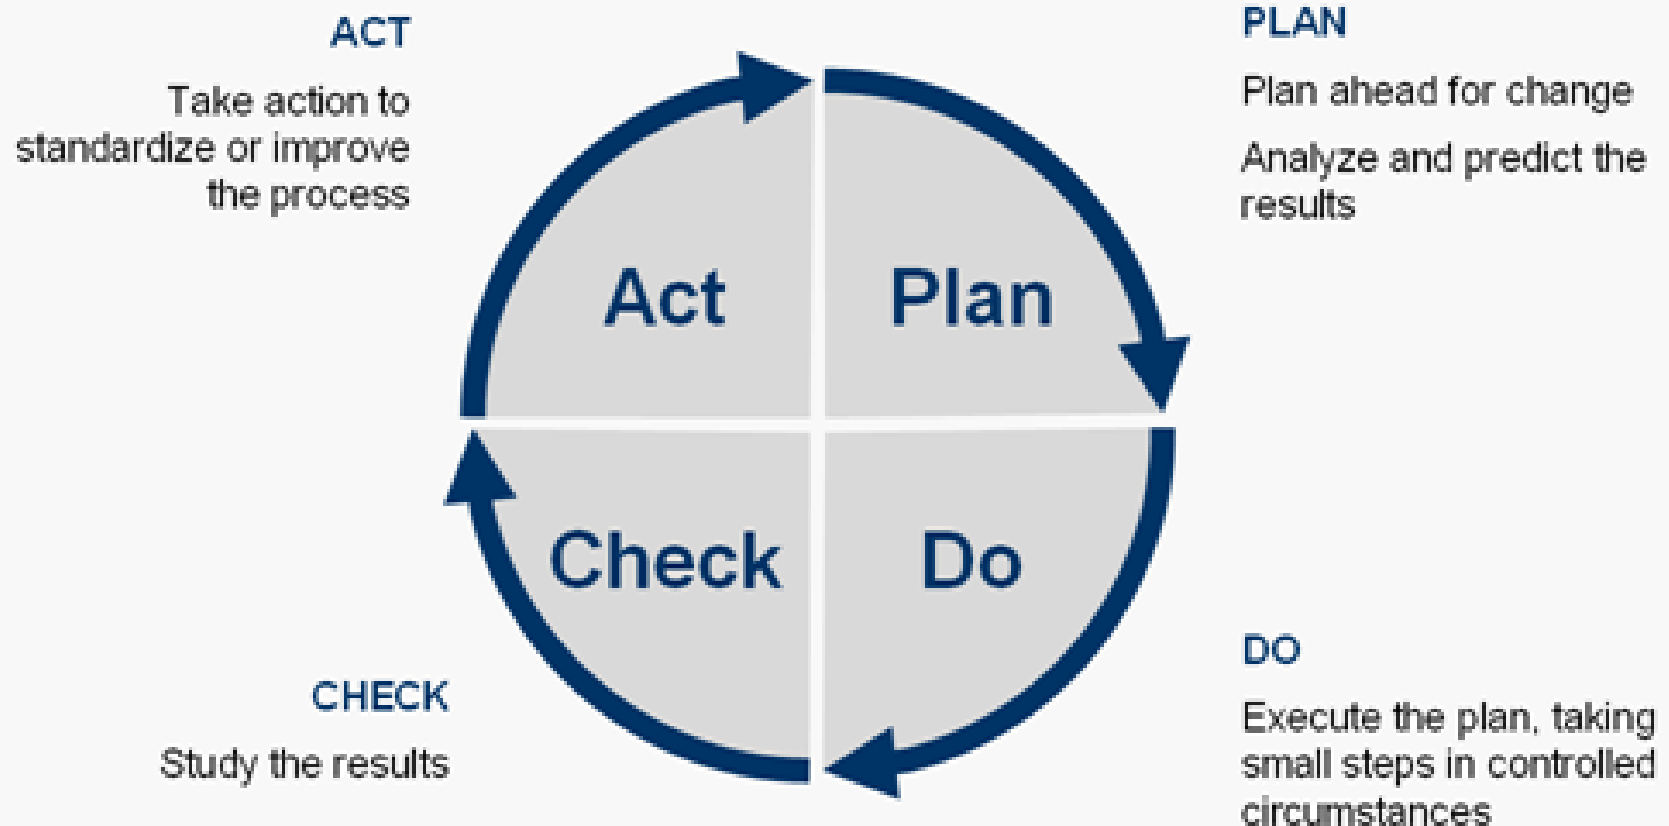 ACT
Take action to
standardize or improve
the process
PLAN
Plan ahead for change
Analyze and predict the
results
Act
Plan
Check
Do
CHECK
Study the results
DO
Execute the plan, taking
small steps in controlled
circumstances